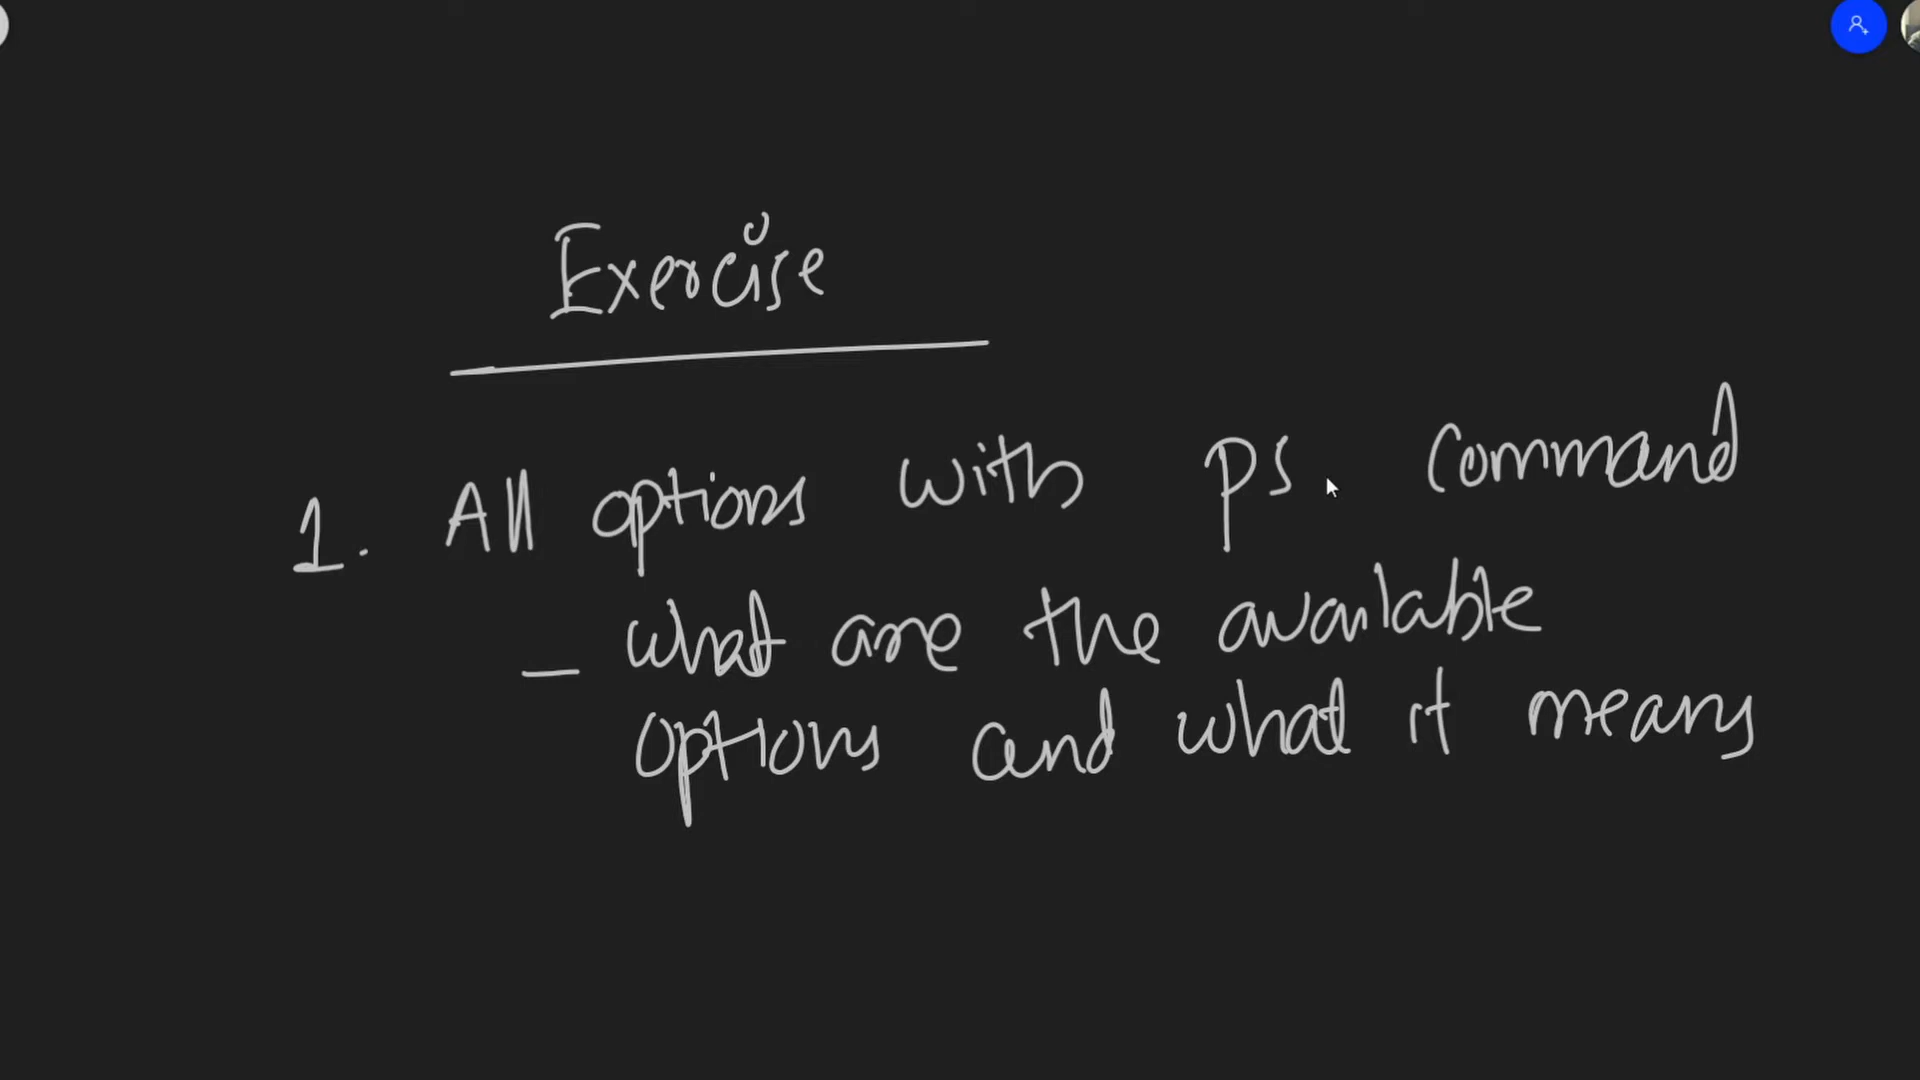 Exercise
1. All options with ps. command
- what are the available
options and what it means